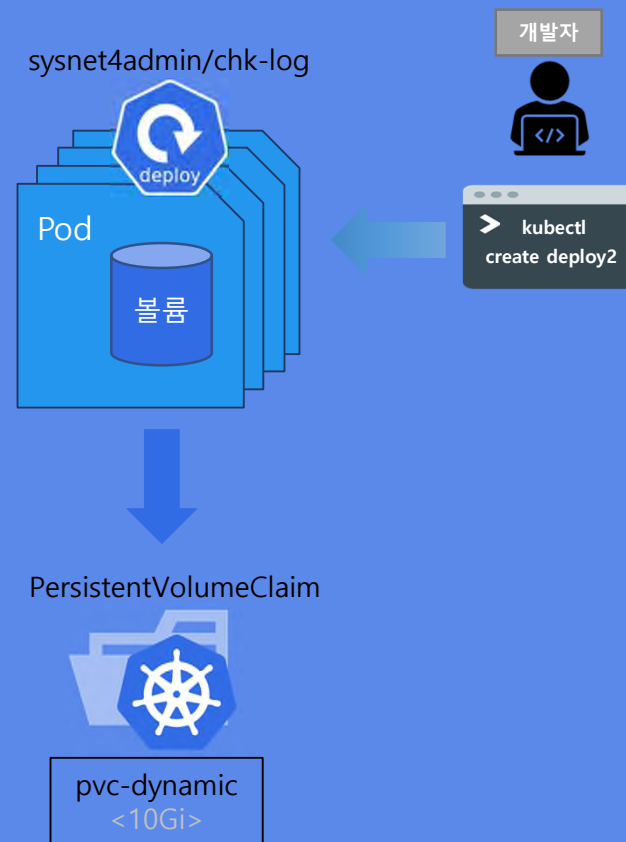 개발자
sysnet4admin/chk-log
deploy
Pod
볼륨
</>
> kubectl
create deploy2
PersistentVolumeClaim
pvc-dynamic
<10Gi>